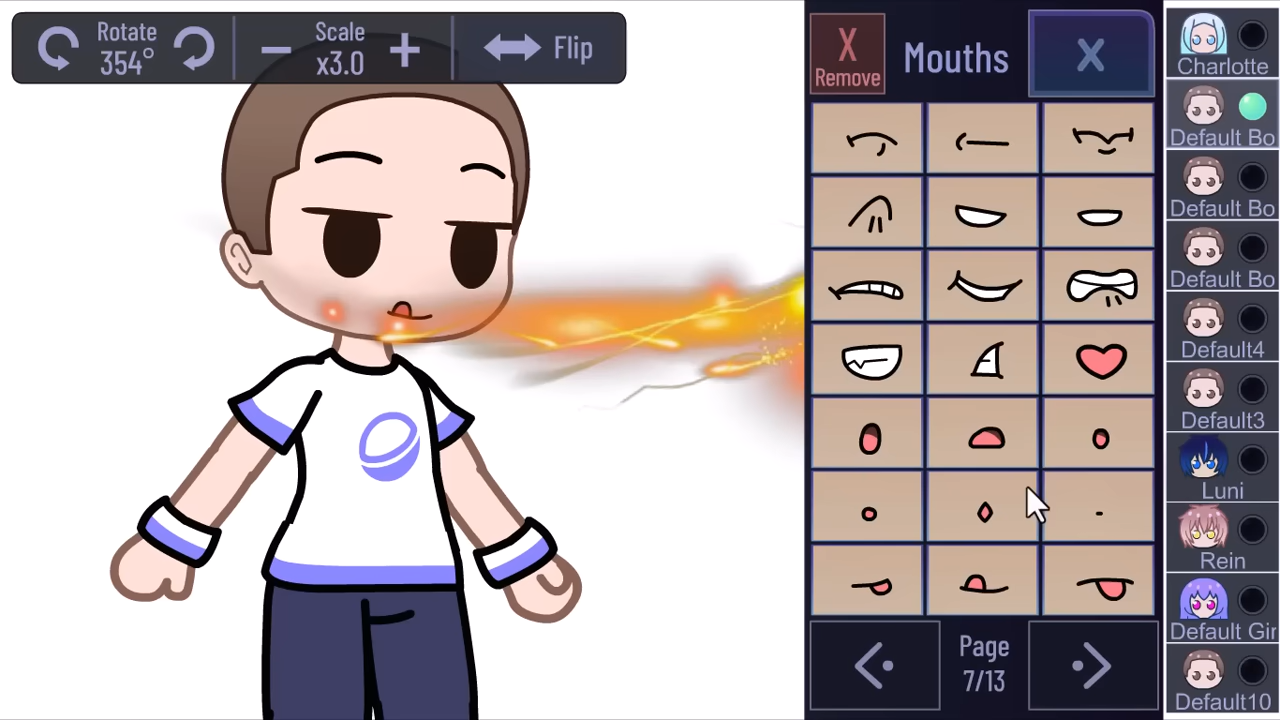 Rotate
354°
Scale
x3.0
Flip
X
Remove
Mouths
X
Page
7/13
Charlotte
Default Bo
Default Bo
Default Bo
Default4
Default3
Luni
Rein
Default Gir
Default10